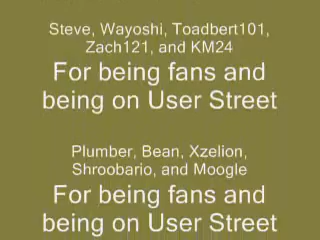 Steve, Wayoshi, Toadbert101,
Zach121, and KM24
For being fans and
being on User Street
Plumber, Bean, Xzelion,
Shroobario, and Moogle
For being fans and
being on User Street